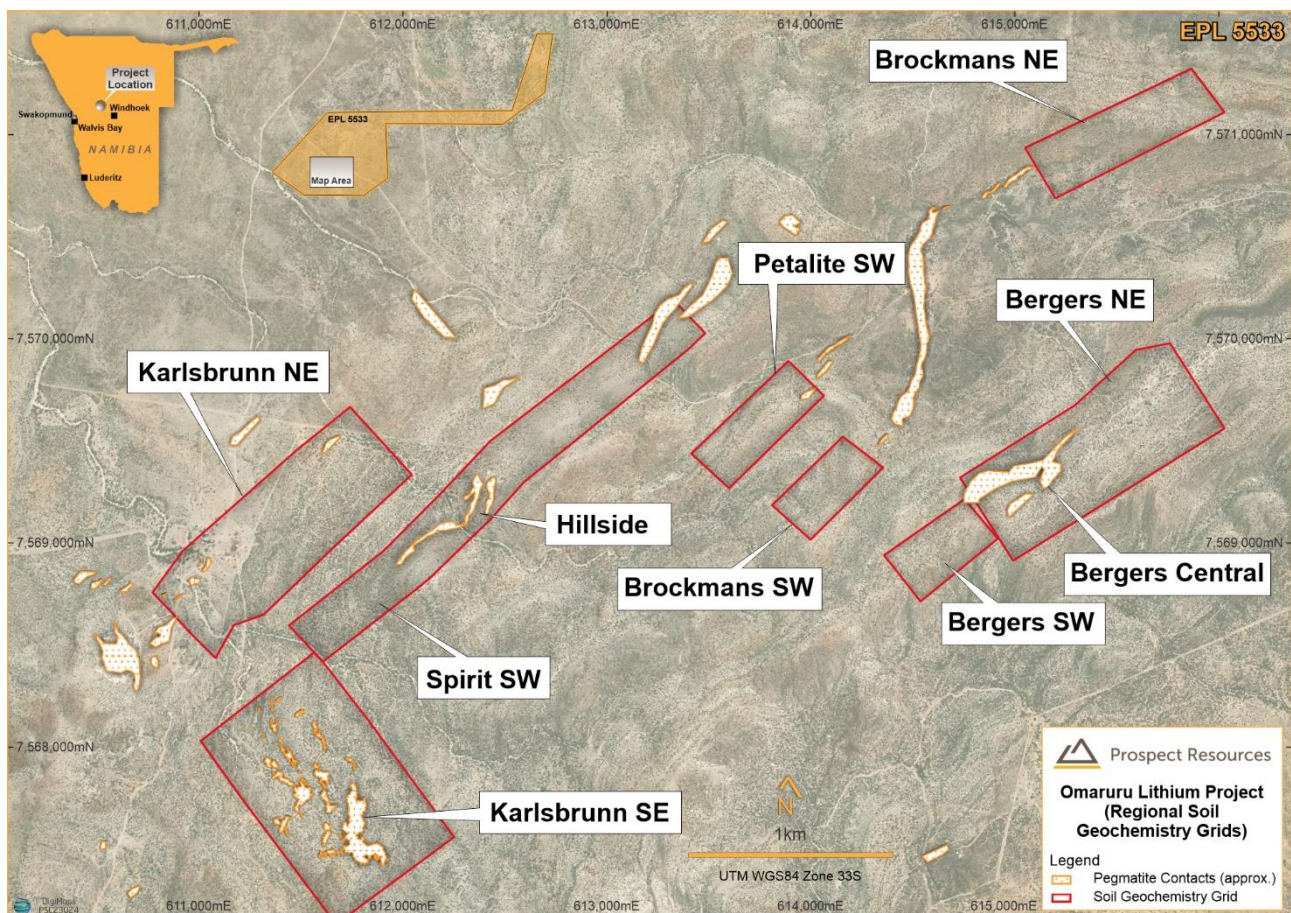 611,000mE
612,000mE
613,000mE
614,000mE
615,000mE
EPL 5533
Project
Location
Swakopmund
Windhoek
Walvis Bay
NAMIBIA
Luderitz
EPL 5533
Map Area
Brockmans NE
7,571,000mN
Petalite SW
Bergers NE
7,570,000mN
7,570,000mN
Karlsbrunn NE
Hillside
7,569,000mN
7,569,000mN
Brockmans SW
Bergers Central
Bergers SW
Spirit SW
7,568,000mN
Karlsbrunn SE
N
1km
UTM WGS84 Zone 33S
Prospect Resources
Omaruru Lithium Project
(Regional Soil
Geochemistry Grids)
Legend
Pegmatite Contacts (approx.)
Soil Geochemistry Grid
DigiMaps
PSL23024
611,000mE
612,000mE
613,000mE
614,000mE
615,000mE